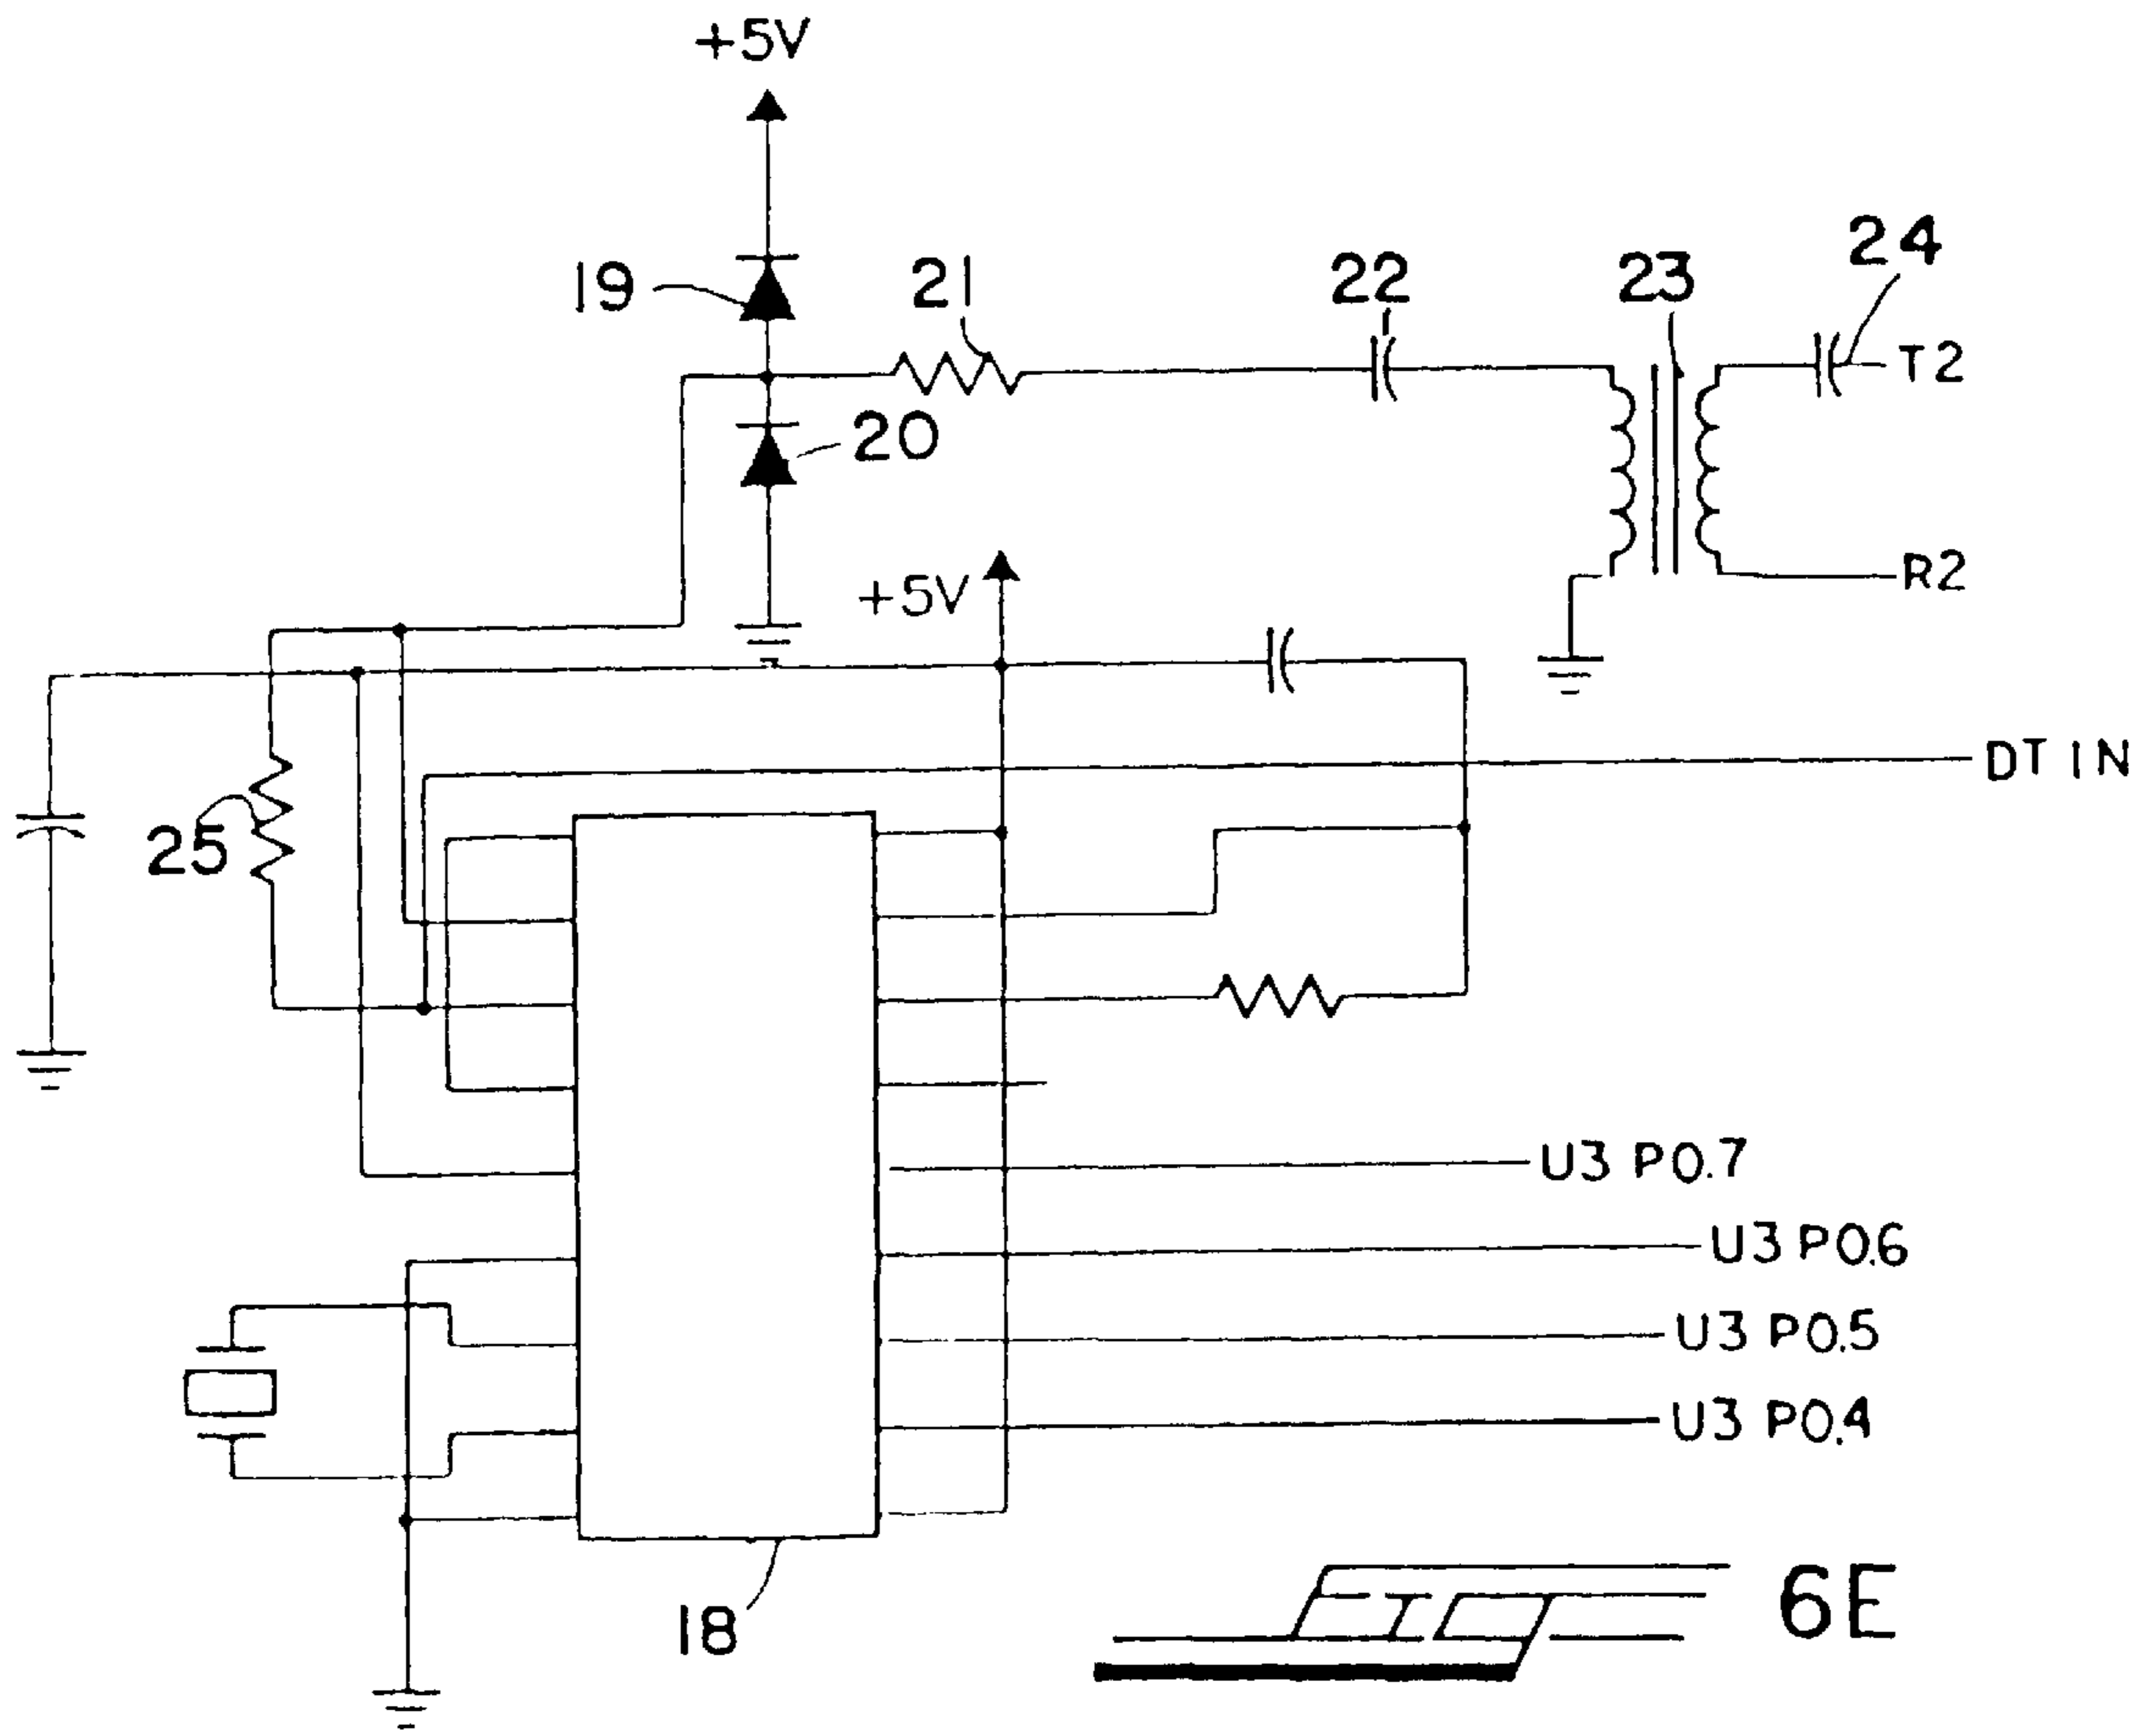 +5V
24
19
21
22
23
T2
20
+5V
R2
DT IN
25
U3 P0.7
U3 P0.6
U3 P0.5
U3 P0.4
18
FIG 6E